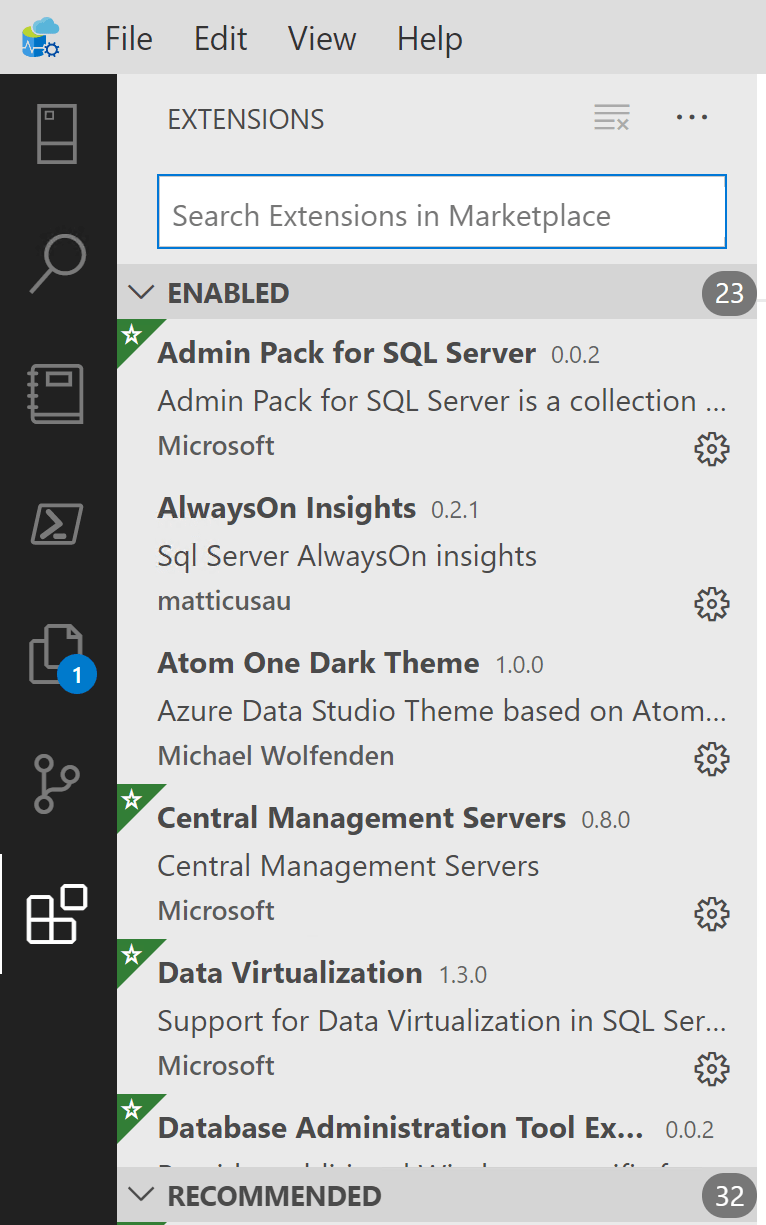 File Edit View Help
EXTENSIONS
Search Extensions in Marketplace
ENABLED 23
Admin Pack for SQL Server 0.0.2
Admin Pack for SQL Server is a collection ...
Microsoft
AlwaysOn Insights 0.2.1
Sql Server AlwaysOn insights
matticusau
Atom One Dark Theme 1.0.0
1
Azure Data Studio Theme based on Atom...
Michael Wolfenden
Central Management Servers 0.8.0
Central Management Servers
Microsoft
Data Virtualization 1.3.0
Support for Data Virtualization in SQL Ser...
Microsoft
Database Administration Tool Ex... 0.0.2
RECOMMENDED 32